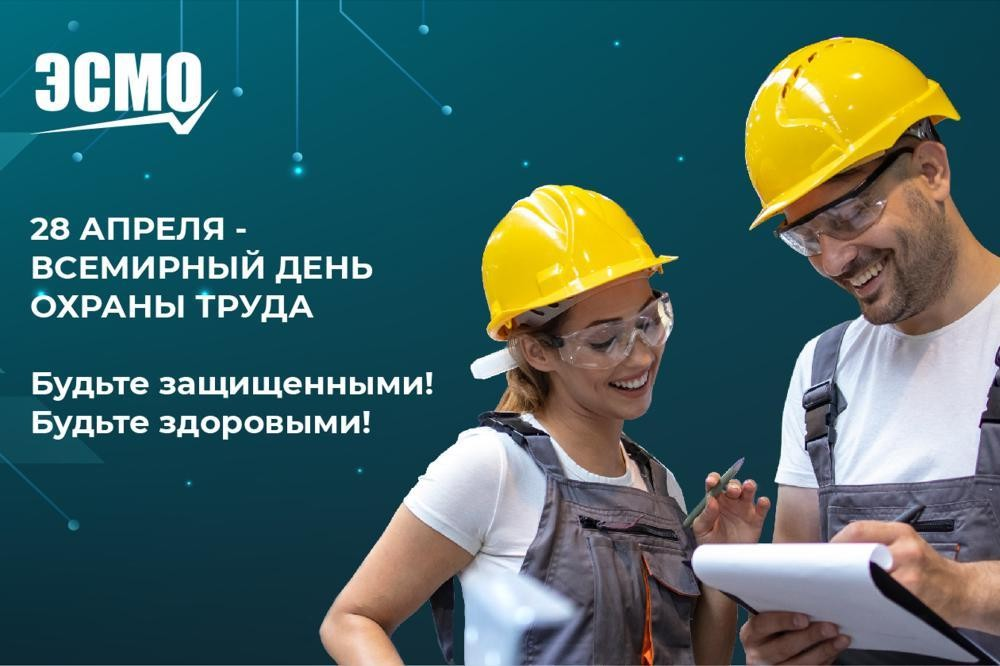 ЭСМО
28 АПРЕЛЯ -
ВСЕМИРНЫЙ ДЕНЬ
ОХРАНЫ ТРУДА
Будьте защищенными!
Будьте здоровыми!